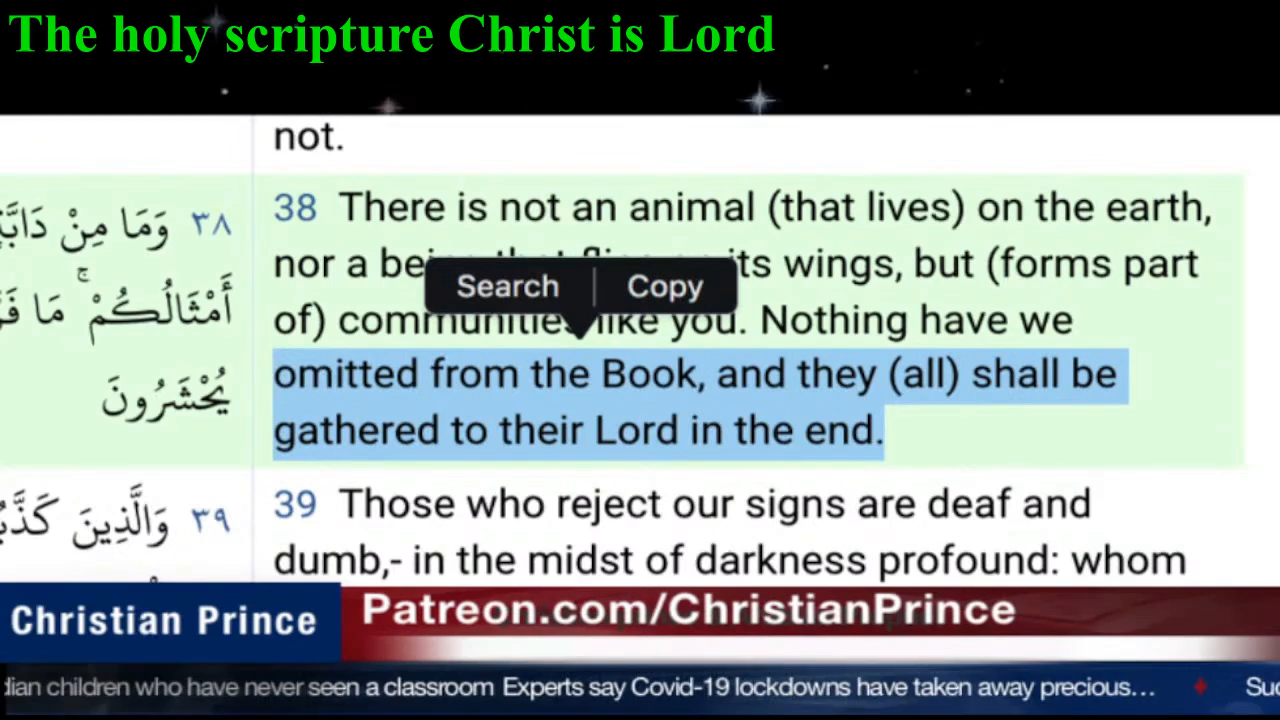 The holy scripture Christ is Lord
not.
38 There is not an animal (that lives) on the earth,
nor a its wings, but (forms part
Search Copy
of) communities like you. Nothing have we
omitted from the Book, and they (all) shall be
gathered to their Lord in the end.
٣٨ وَمَا مِنْ
أَمْثَالُكُمْ ۚ مَا
يُحْشَرُونَ
39 Those who reject our signs are deaf and
dumb,- in the midst of darkness profound: whom
٣٩ وَالَّذِينَ
Christian Prince
Patreon.com/ChristianPrince
children who have never seen a classroom Experts say Covid-19 lockdowns have taken away precious...